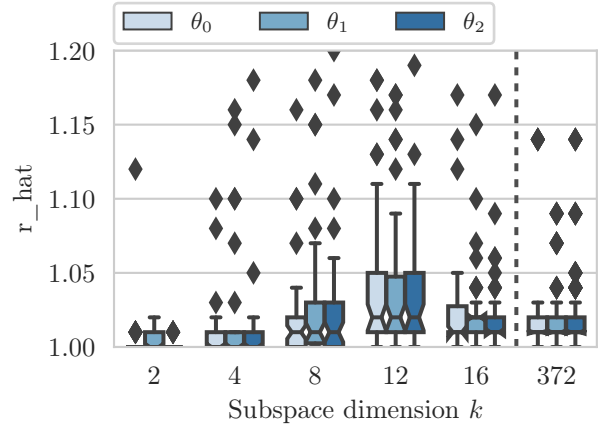 θ₀ θ₁ θ₂
1.20
1.15
1.10
1.05
1.00
r_hat
2 4 8 12 16 372
Subspace dimension k